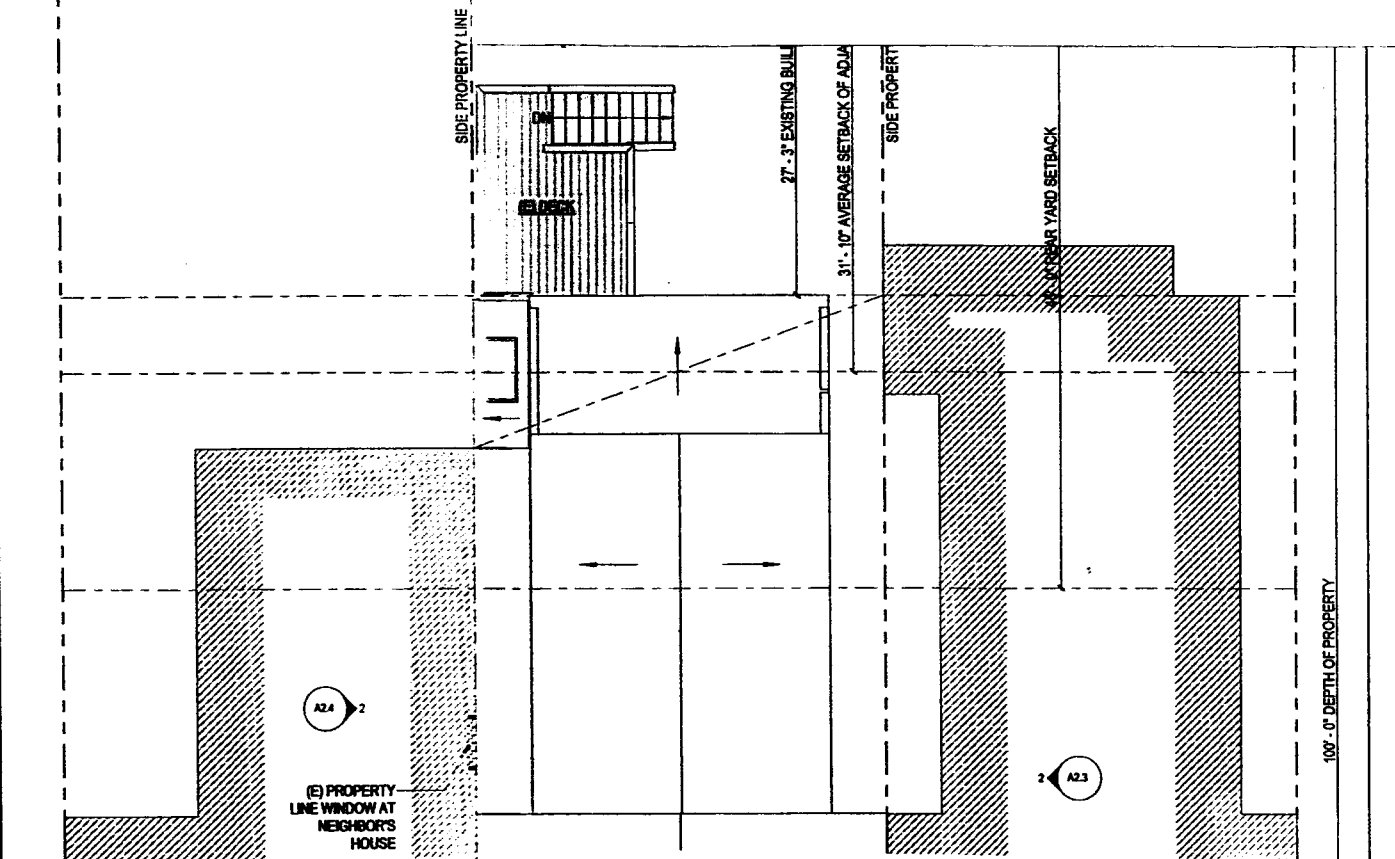 SIDE PROPERTY LINE
DN
(E) DECK
27' - 3" EXISTING BUIL
31' - 10" AVERAGE SETBACK OF ADJA
SIDE PROPERT
REAR YARD SETBACK
100' - 0" DEPTH OF PROPERTY
A2.4 2
2 A2.3
(E) PROPERTY
LINE WINDOW AT
NEIGHBOR'S
HOUSE